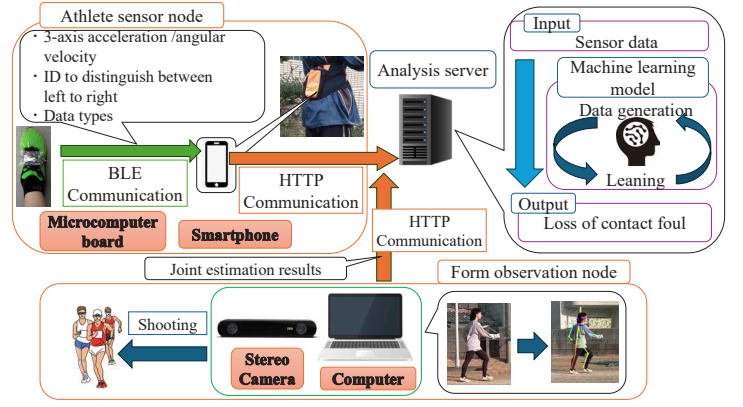 Athlete sensor node
・3-axis acceleration /angular
velocity
・ID to distinguish between
left to right
・Data types
BLE
Communication
HTTP
Communication
Microcomputer
board
Smartphone
Analysis server
Input
Sensor data
Machine learning
model
Data generation
Leaning
Output
Loss of contact foul
HTTP
Communication
Joint estimation results
Form observation node
Shooting
Stereo
Camera
Computer